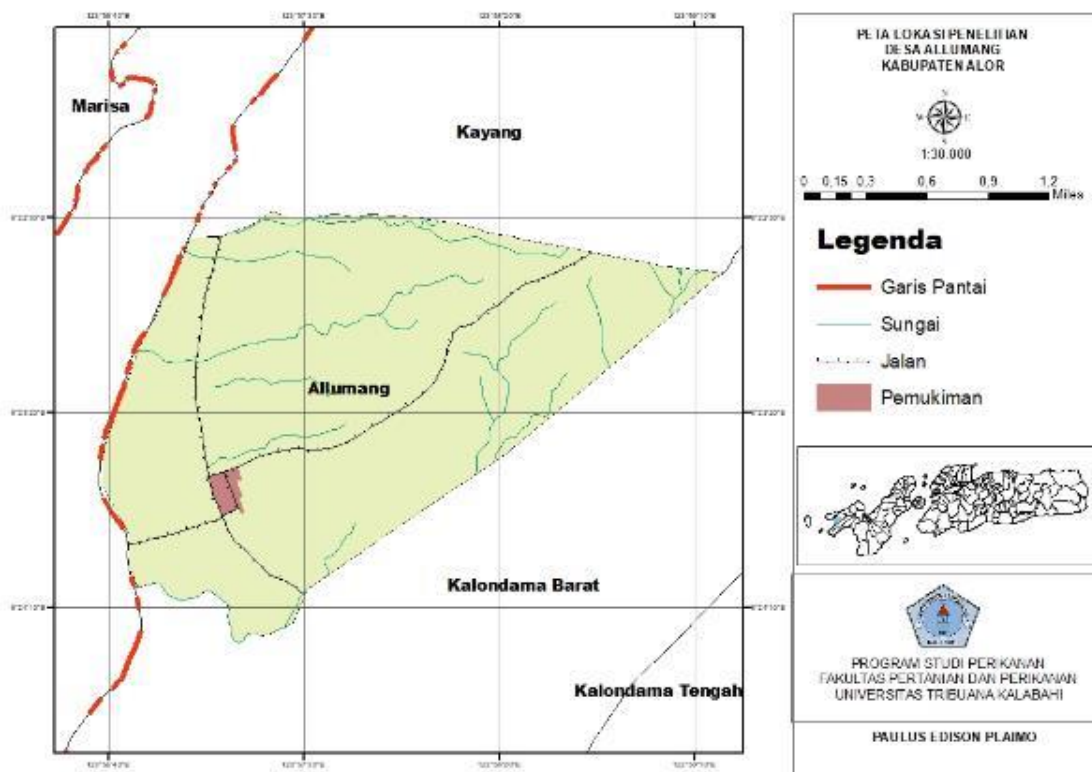 Marisa
Kayang
Allumang
Kalondama Barat
Kalondama Tengah
PETA LOKASI PENELITIAN
DESA ALLUMANG
KABUPATEN ALOR
N
W E
S
1:30.000
0 0,15 0,3 0,6 0,9 1,2
Miles
Legenda
Garis Pantai
Sungai
Jalan
Pemukiman
PROGRAM STUDI PERIKANAN
FAKULTAS PERTANIAN DAN PERIKANAN
UNIVERSITAS TRIBUANA KALABAHI
PAULUS EDISON PLAIMO